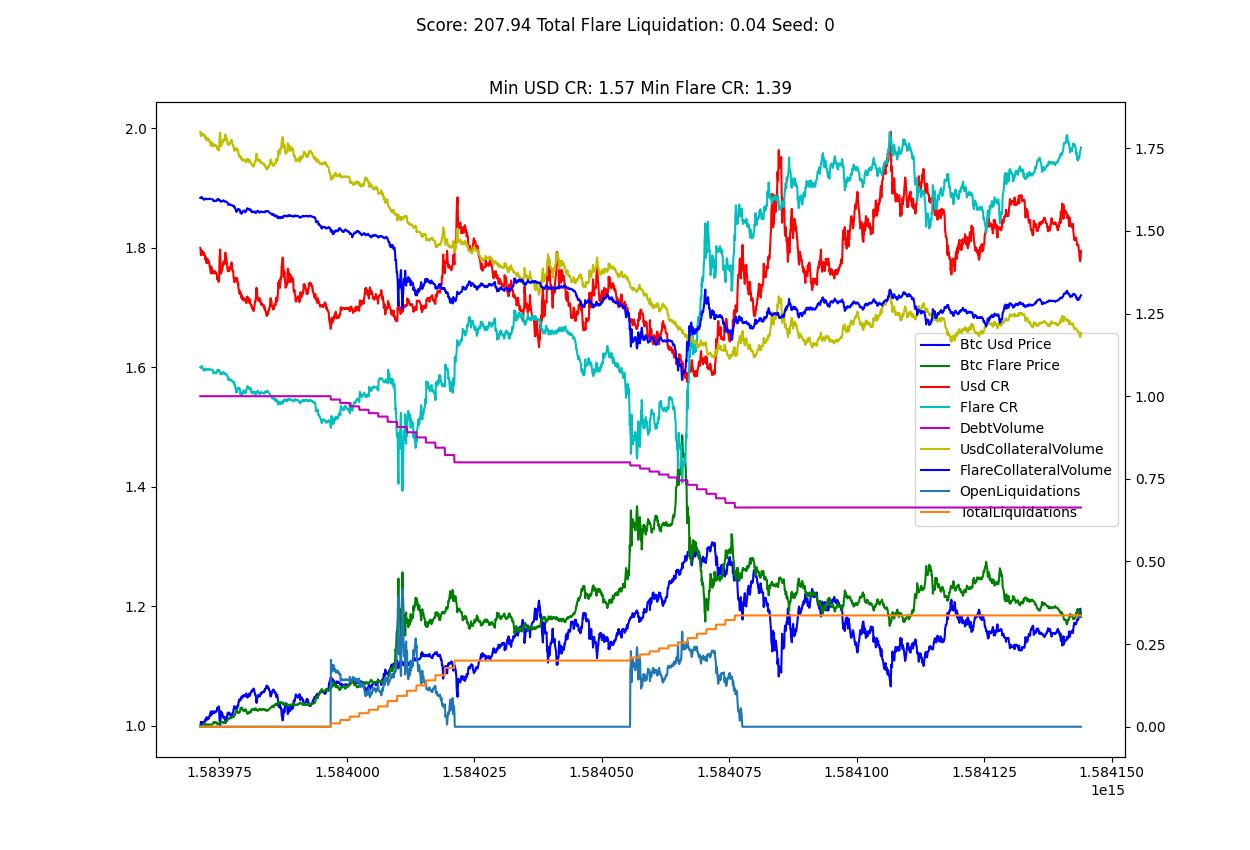 Score: 207.94 Total Flare Liquidation: 0.04 Seed: 0
Min USD CR: 1.57 Min Flare CR: 1.39
2.0
1.8
1.6
1.4
1.2
1.0
1.75
1.50
1.25
1.00
0.75
0.50
0.25
0.00
Btc Usd Price
Btc Flare Price
Usd CR
Flare CR
DebtVolume
UsdCollateralVolume
FlareCollateralVolume
OpenLiquidations
TotalLiquidations
1.583975 1.584000 1.584025 1.584050 1.584075 1.584100 1.584125 1.584150
1e15